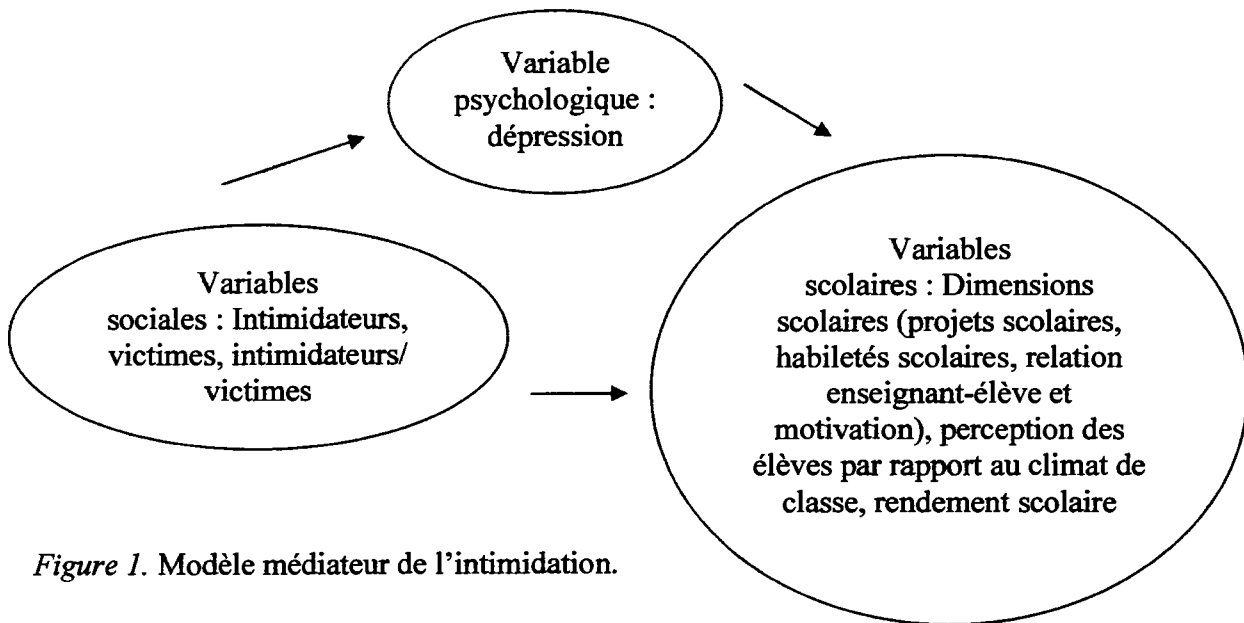 Variable
psychologique :
dépression
Variables
sociales : Intimidateurs,
victimes, intimidateurs/
victimes
Variables
scolaires : Dimensions
scolaires (projets scolaires,
habiletés scolaires, relation
enseignant-élève et
motivation), perception des
élèves par rapport au climat de
classe, rendement scolaire
Figure 1. Modèle médiateur de l'intimidation.